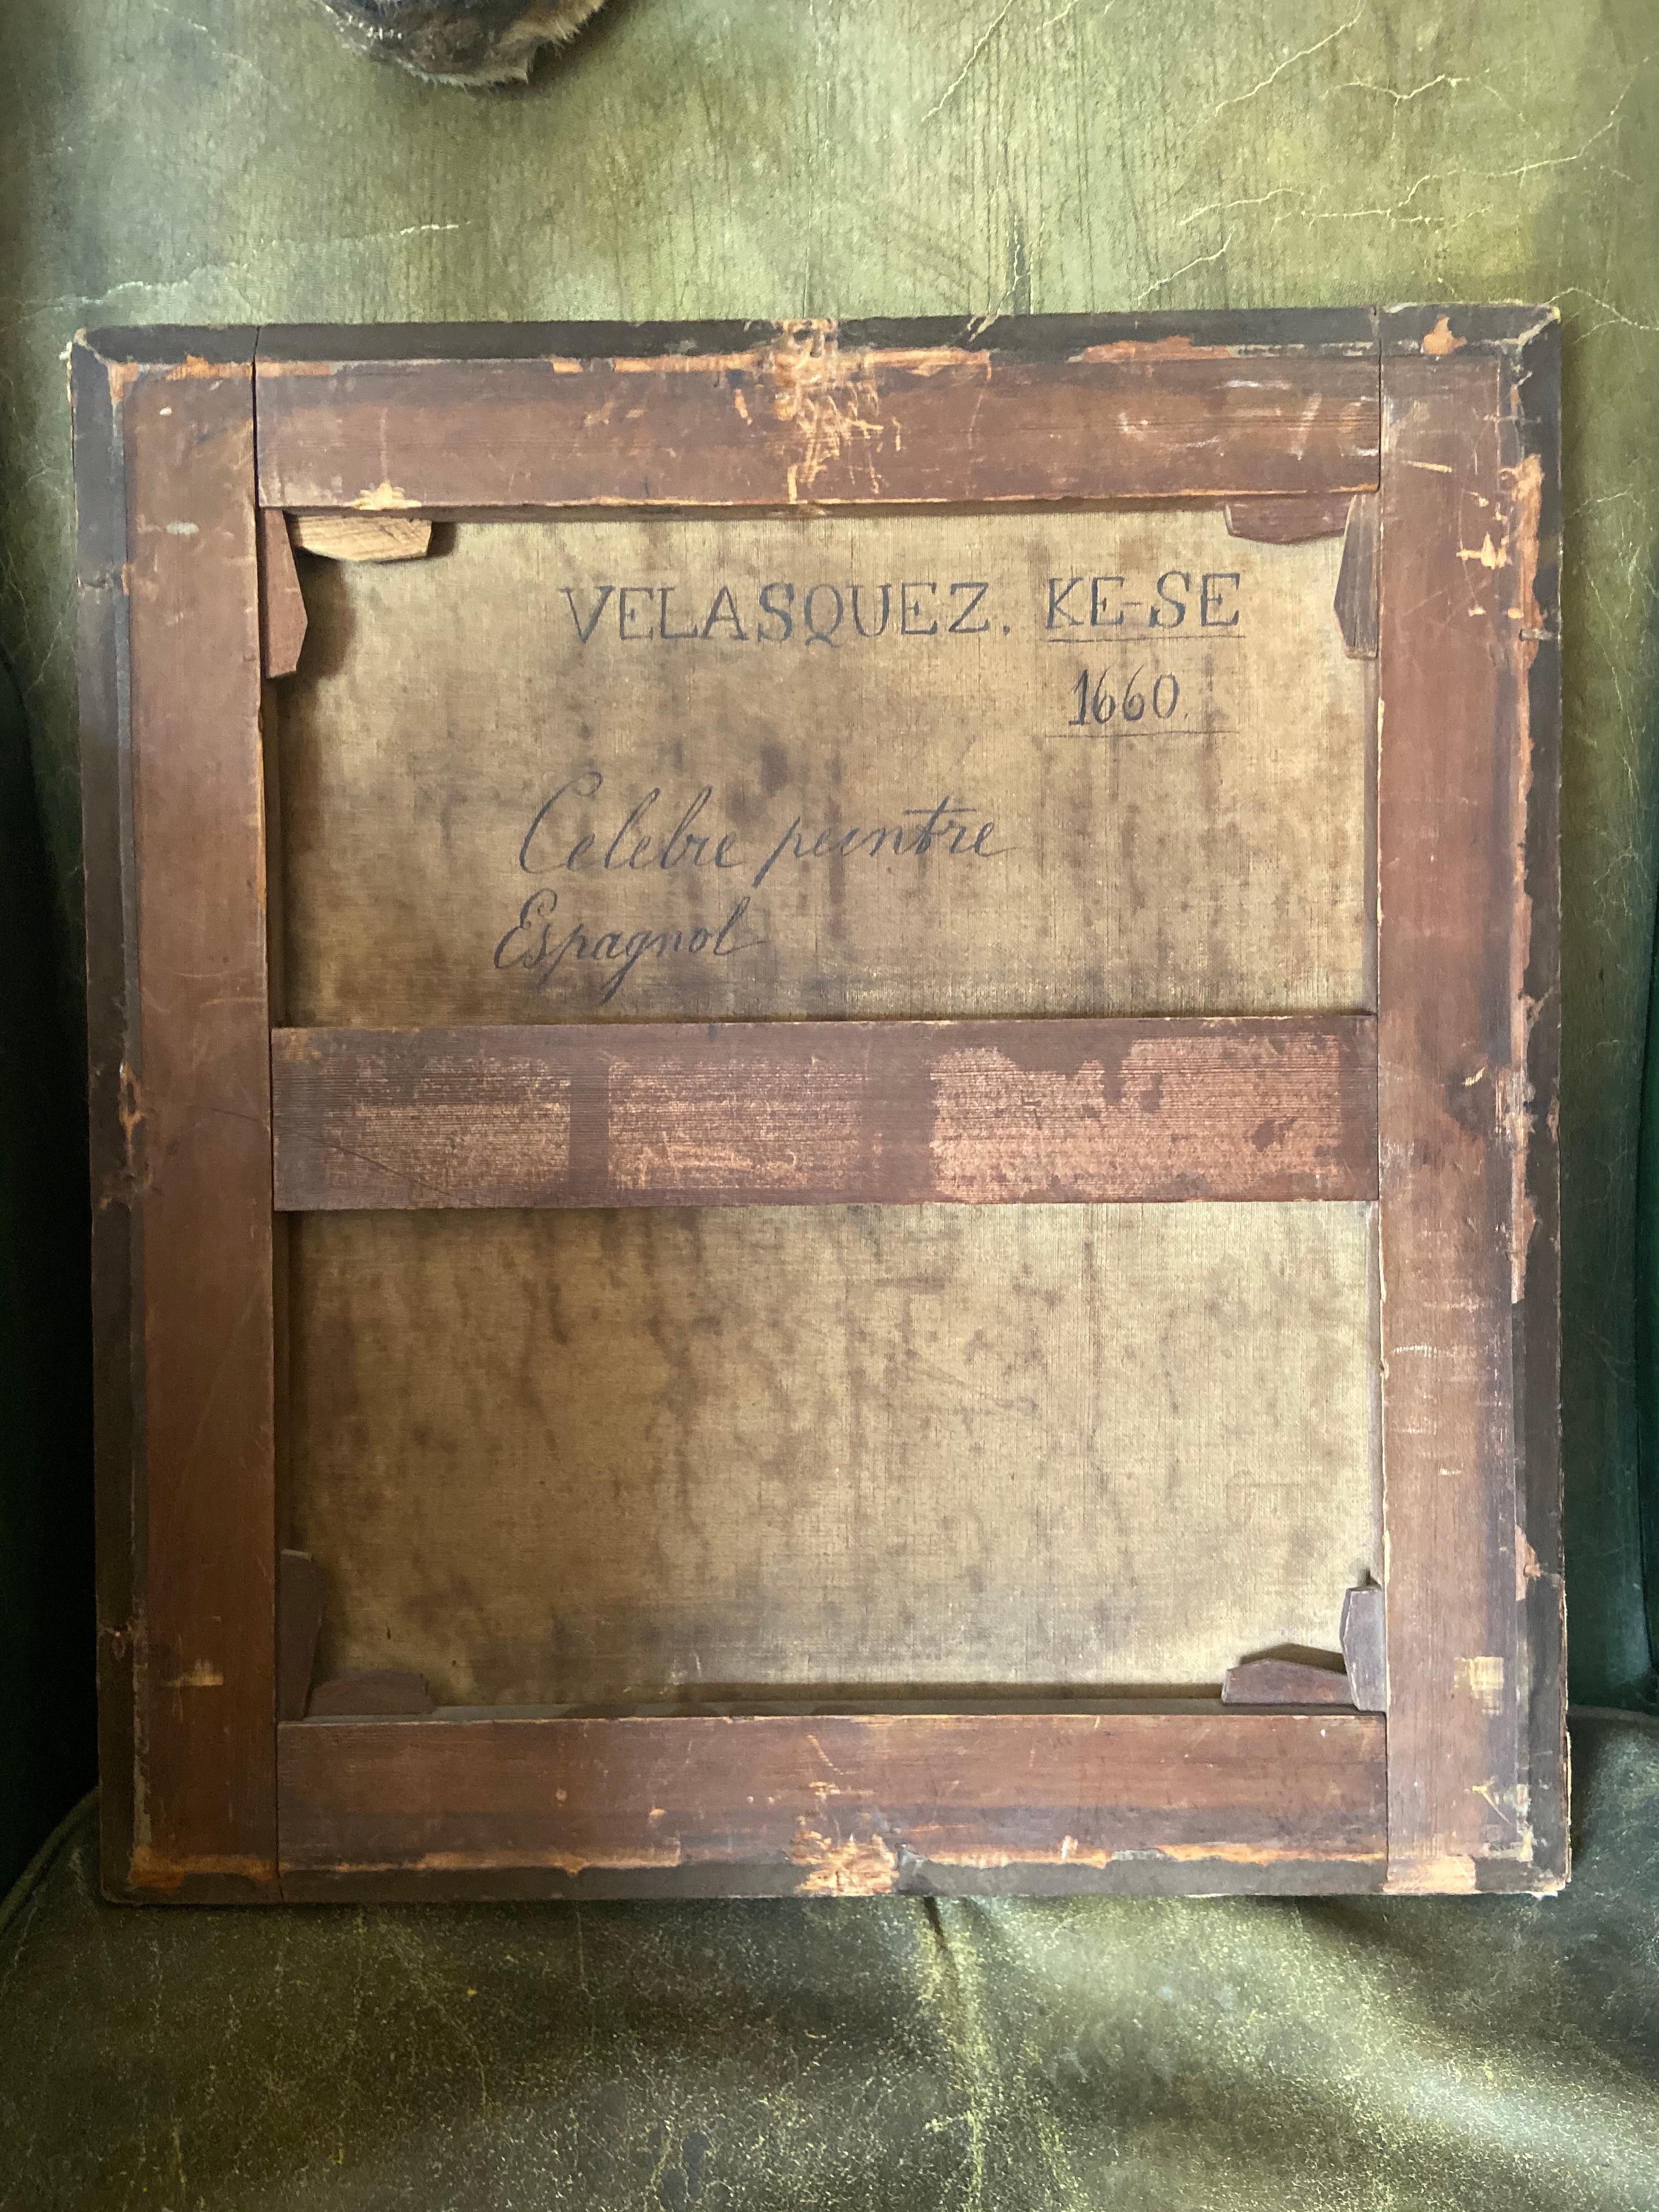 VELASQUEZ. KE-SE
1660.
Celebre peintre
Espagnol